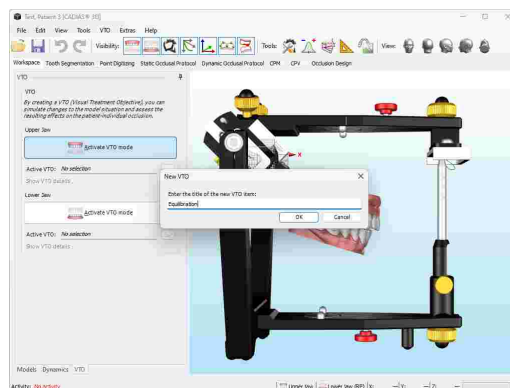 Test, Patient 3 [CADIAX® 3D]
File Edit View Tools VTO Extras Help
Visibility: Tools: View:
Workspace Tooth Segmentation Point Digitizing Static Occlusal Protocol Dynamic Occlusal Protocol CPM CPV Occlusion Design
VTO
VTO
By creating a VTO (Visual Treatment Objective), you can
simulate changes to the model situation and assess the
resulting effects on the patient-individual occlusion.
Upper Jaw
Activate VTO mode
Active VTO: No selection
Show VTO details
Lower Jaw
Activate VTO mode
Active VTO: No selection
Show VTO details
New VTO
Enter the title of the new VTO item:
Equilibration
OK Cancel
x
Models Dynamics VTO
Activity: No activity Upper Jaw Lower Jaw (RP) X: --- Y: --- Z: ---